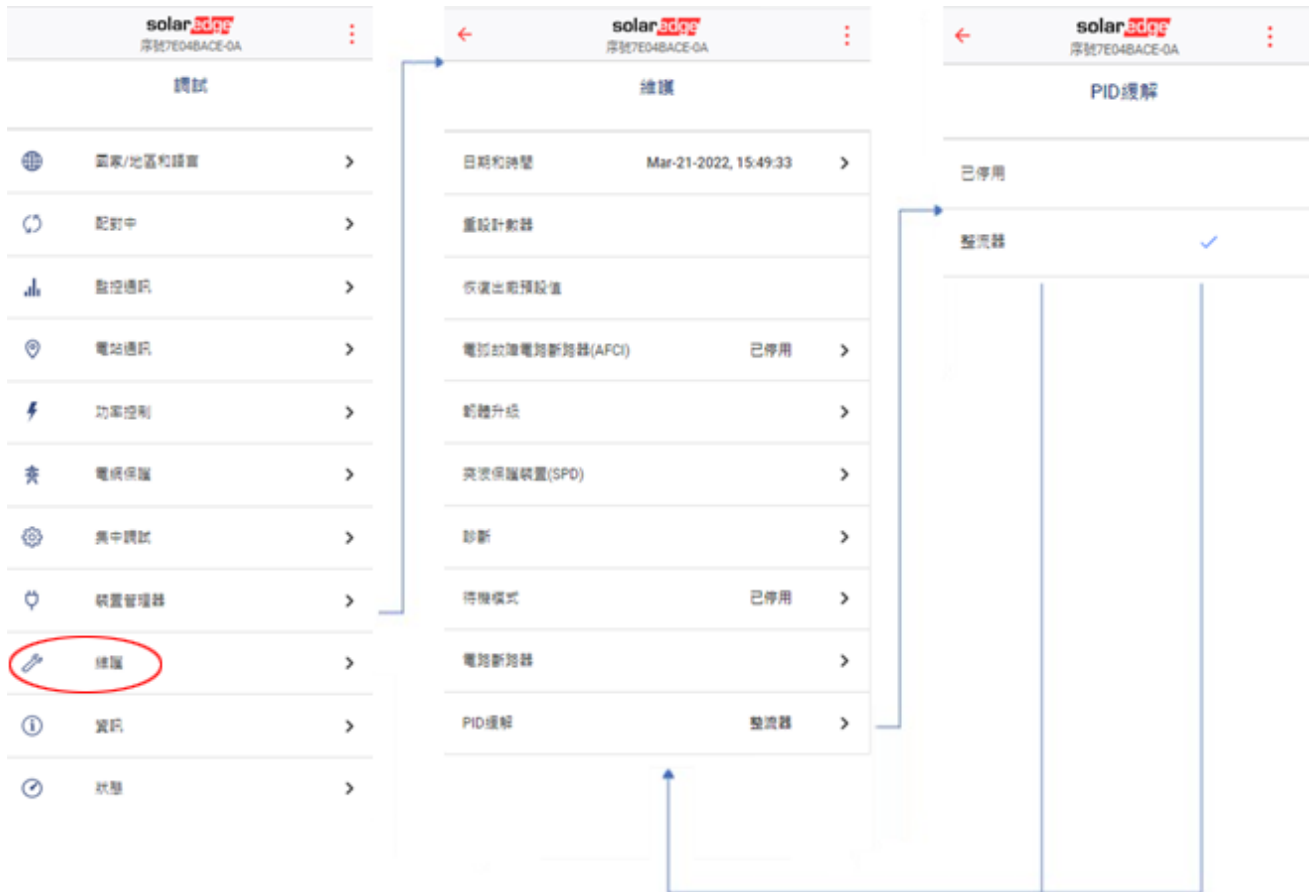 solaredge
序號7E04BACE-0A
調試
國家/地區和語言
配對中
監控通訊
電站通訊
功率控制
電網保護
集中調試
裝置管理器
維護
資訊
狀態
solaredge
序號7E04BACE-0A
維護
日期和時間 Mar-21-2022, 15:49:33
重設計數器
恢復出廠預設值
電弧故障電路斷路器(AFCI) 已停用
韌體升級
突波保護裝置(SPD)
診斷
待機模式 已停用
電路斷路器
PID緩解 整流器
solaredge
序號7E04BACE-0A
PID緩解
已停用
整流器